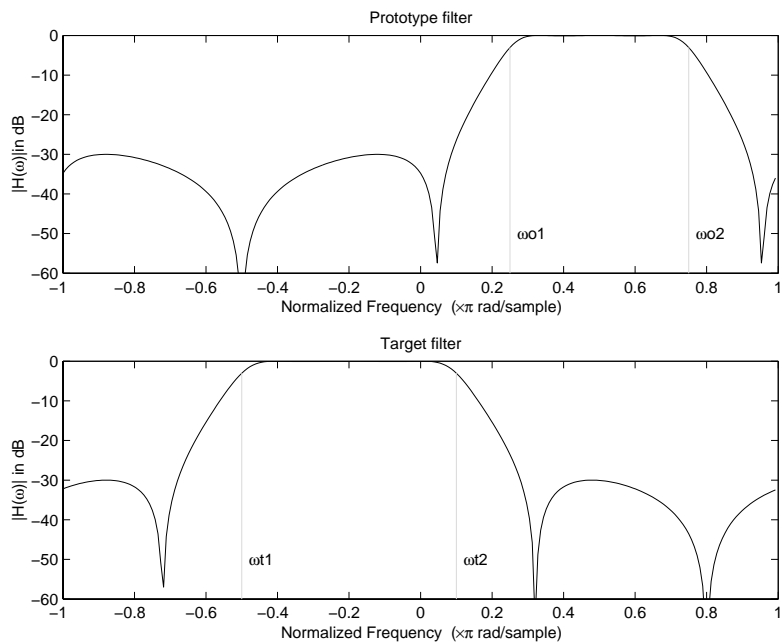 Prototype filter
0
−10
−20
−30
−40
−50
−60
|H(ω)|in dB
ωo1
ωo2
−1 −0.8 −0.6 −0.4 −0.2 0 0.2 0.4 0.6 0.8 1
Normalized Frequency (×π rad/sample)
Target filter
0
−10
−20
−30
−40
−50
−60
|H(ω)| in dB
ωt1
ωt2
−1 −0.8 −0.6 −0.4 −0.2 0 0.2 0.4 0.6 0.8 1
Normalized Frequency (×π rad/sample)